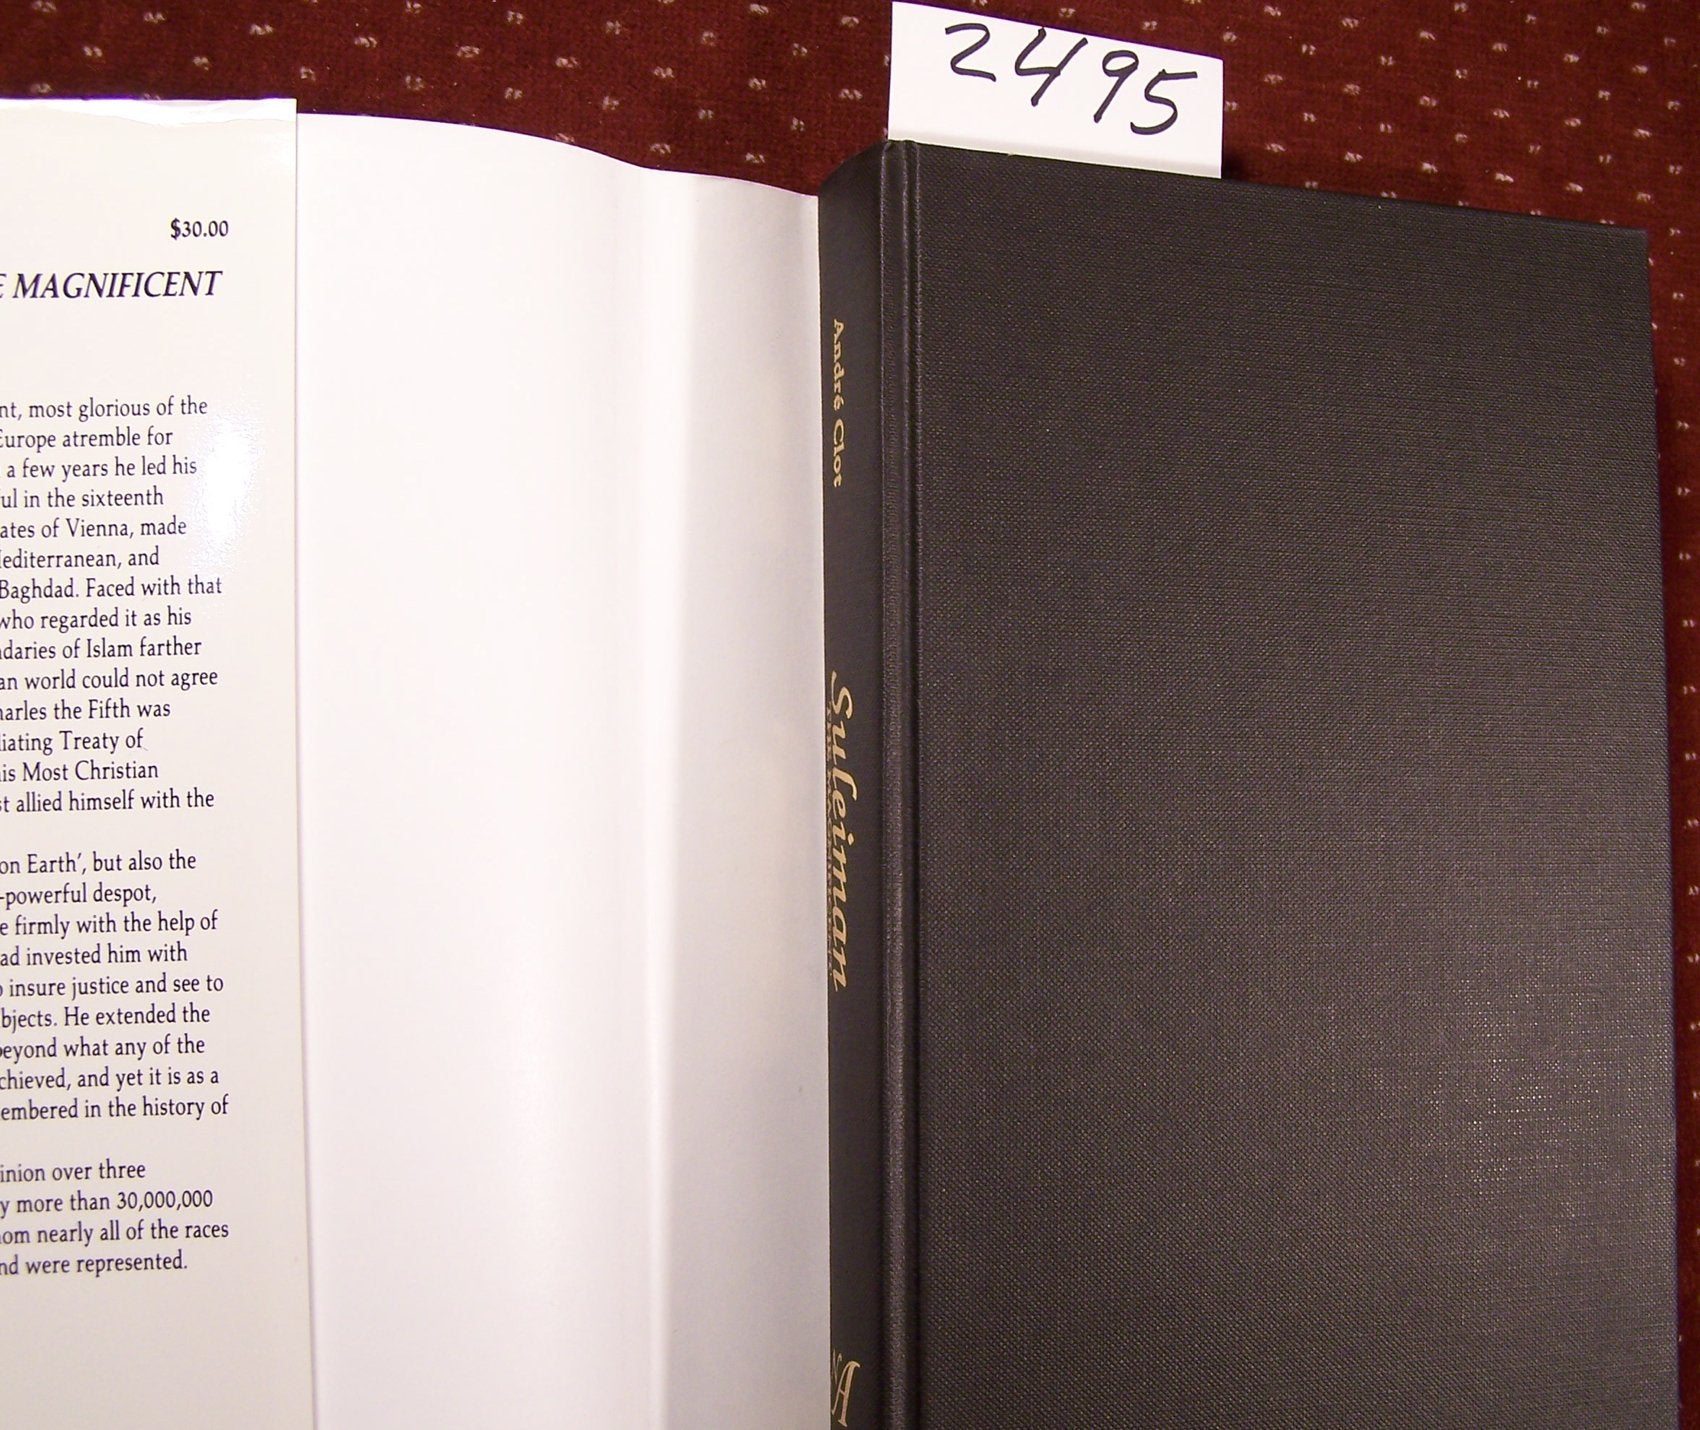 2495
$30.00
MAGNIFICENT
nt, most glorious of the
Europe atremble for
a few years he led his
ul in the sixteenth
ates of Vienna, made
editerranean, and
Baghdad. Faced with that
who regarded it as his
ndaries of Islam farther
an world could not agree
harles the Fifth was
liating Treaty of
is Most Christian
st allied himself with the
on Earth', but also the
-powerful despot,
e firmly with the help of
ad invested him with
o insure justice and see to
bjects. He extended the
beyond what any of the
chieved, and yet it is as a
embered in the history of
inion over three
y more than 30,000,000
om nearly all of the races
nd were represented.
André Clot
Suleiman
THE MAGNIFICENT
NA